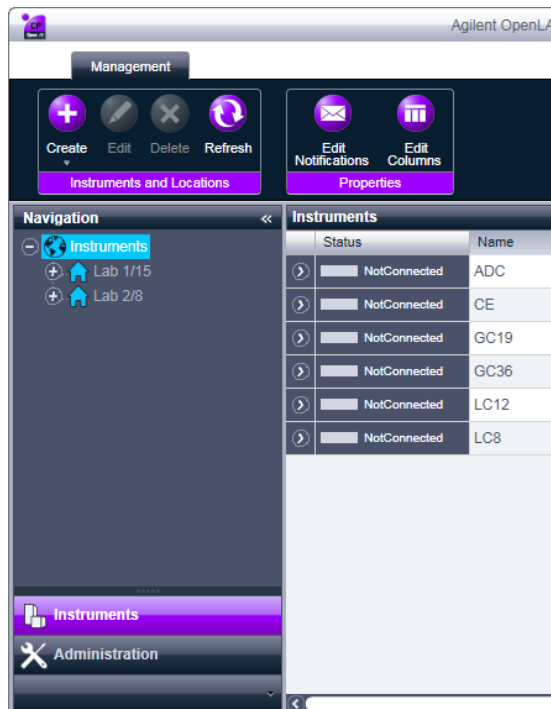 CP
Agilent OpenLA
Management
Create Edit Delete Refresh
Edit Notifications Edit Columns
Instruments and Locations Properties
Navigation «
Instruments
Instruments
Lab 1/15
Lab 2/8
Status Name
NotConnected ADC
NotConnected CE
NotConnected GC19
NotConnected GC36
NotConnected LC12
NotConnected LC8
Instruments
Administration